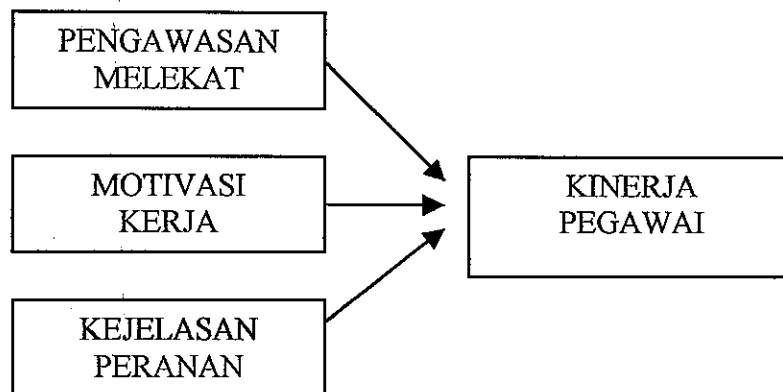 PENGAWASAN
MELEKAT
MOTIVASI
KERJA
KINERJA
PEGAWAI
KEJELASAN
PERANAN